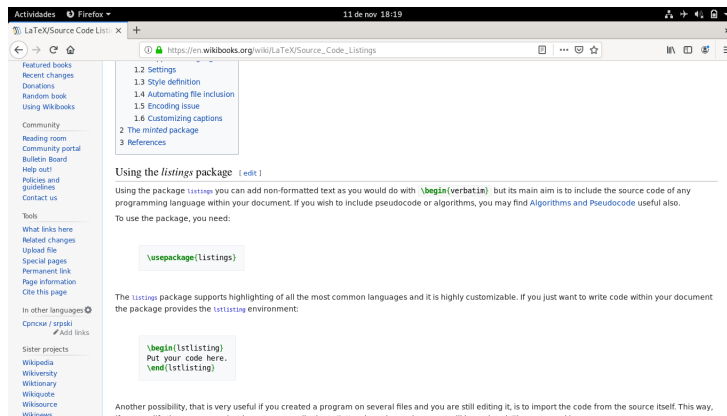 Actividades Firefox
11 de nov 18:19
LaTeX/Source Code Listi
https://en.wikibooks.org/wiki/LaTeX/Source_Code_Listings
Featured books
Recent changes
Donations
Random book
Using Wikibooks
Community
Reading room
Community portal
Bulletin Board
Help out!
Policies and
guidelines
Contact us
Tools
What links here
Related changes
Upload file
Special pages
Permanent link
Page information
Cite this page
In other languages
Српски / srpski
Add links
Sister projects
Wikipedia
Wikiversity
Wiktionary
Wikiquote
Wikisource
Wikinews
1.2 Settings
1.3 Style definition
1.4 Automating file inclusion
1.5 Encoding issue
1.6 Customizing captions
2 The minted package
3 References
Using the listings package [ edit ]
Using the package listings you can add non-formatted text as you would do with \begin{verbatim} but its main aim is to include the source code of any
programming language within your document. If you wish to include pseudocode or algorithms, you may find Algorithms and Pseudocode useful also.
To use the package, you need:
\usepackage{listings}
The listings package supports highlighting of all the most common languages and it is highly customizable. If you just want to write code within your document
the package provides the lstlisting environment:
\begin{lstlisting}
Put your code here.
\end{lstlisting}
Another possibility, that is very useful if you created a program on several files and you are still editing it, is to import the code from the source itself. This way,